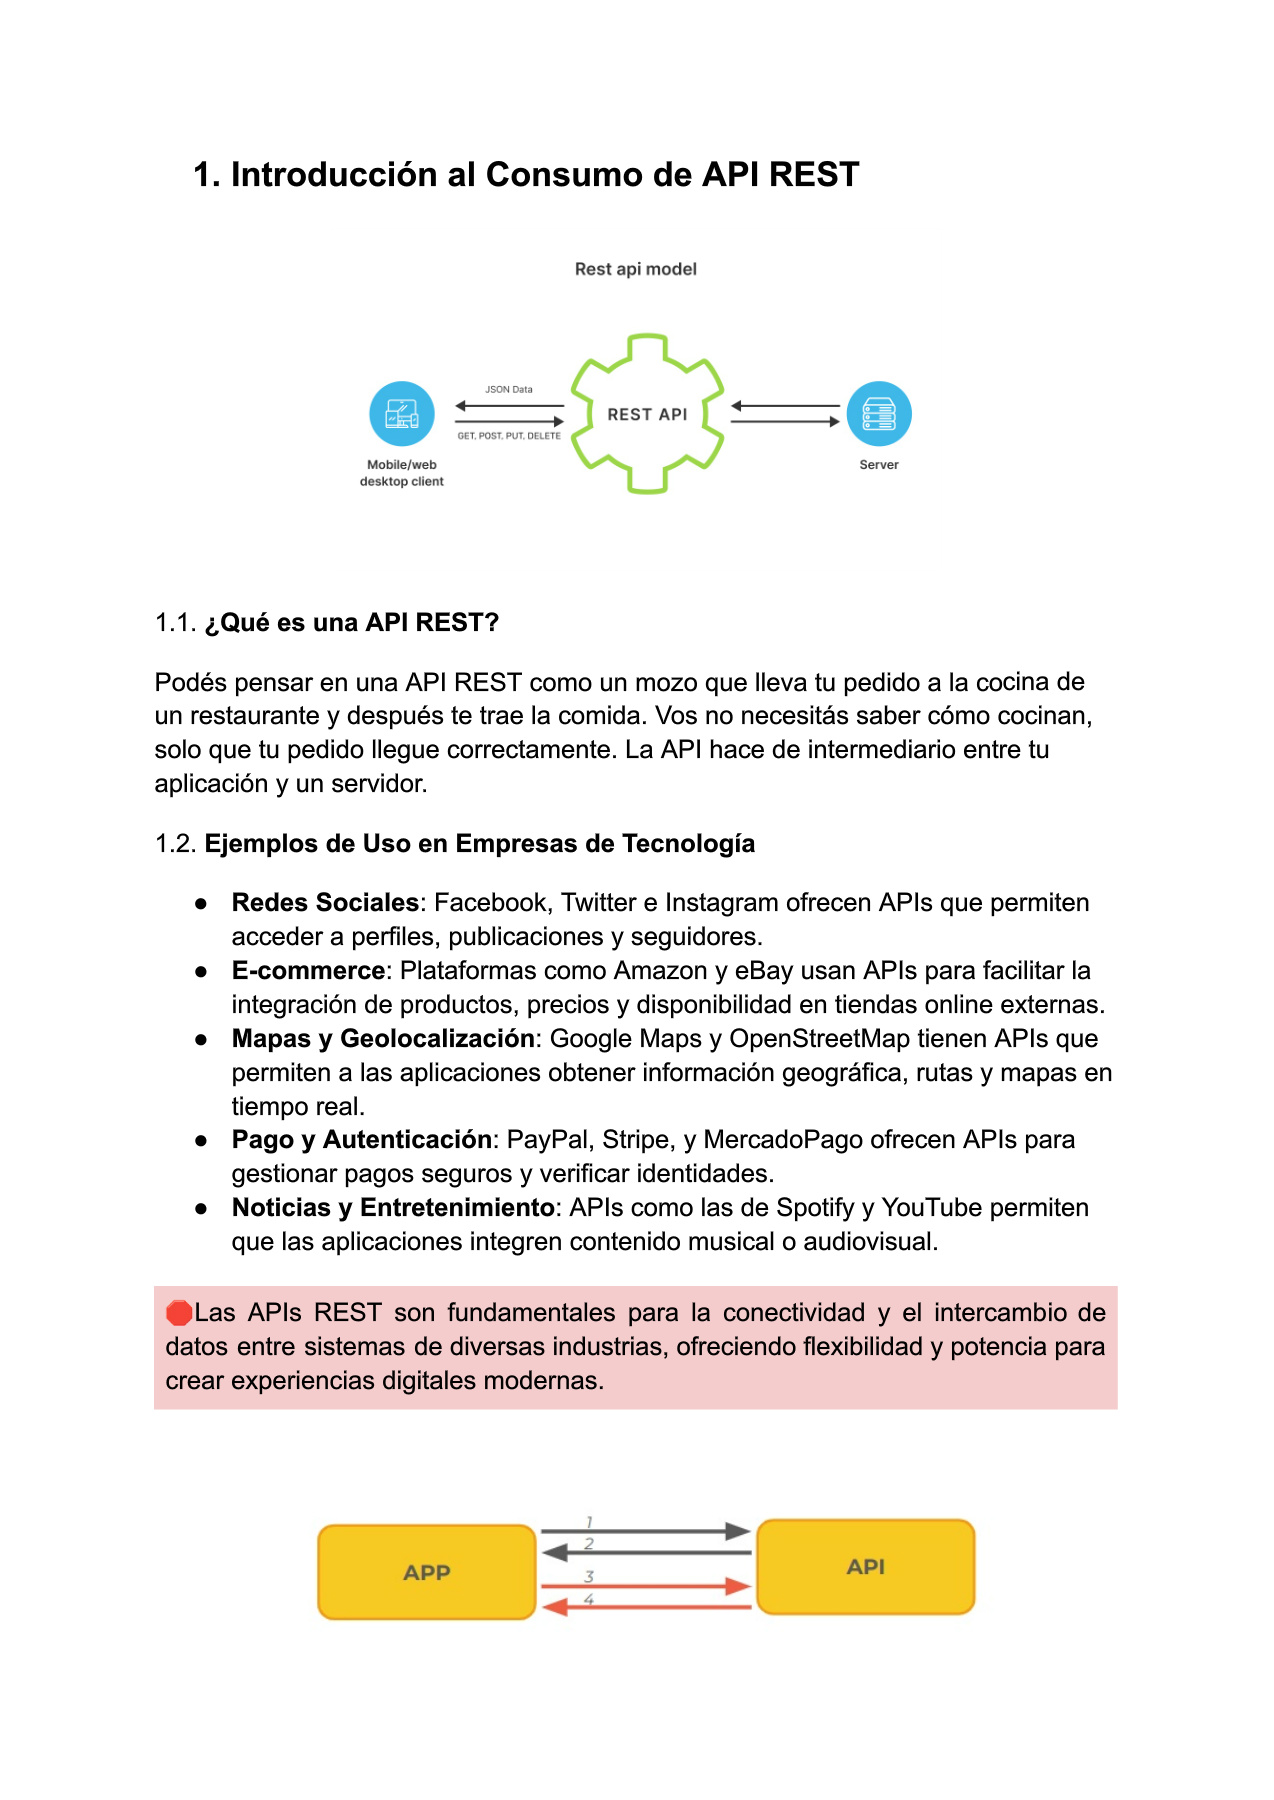 1. Introducción al Consumo de API REST
Rest api model
JSON Data
REST API
GET, POST, PUT, DELETE
Mobile/web
desktop client
Server
1.1. ¿Qué es una API REST?
Podés pensar en una API REST como un mozo que lleva tu pedido a la cocina de
un restaurante y después te trae la comida. Vos no necesitás saber cómo cocinan,
solo que tu pedido llegue correctamente. La API hace de intermediario entre tu
aplicación y un servidor.
1.2. Ejemplos de Uso en Empresas de Tecnología
● Redes Sociales: Facebook, Twitter e Instagram ofrecen APIs que permiten
acceder a perfiles, publicaciones y seguidores.
● E-commerce: Plataformas como Amazon y eBay usan APIs para facilitar la
integración de productos, precios y disponibilidad en tiendas online externas.
● Mapas y Geolocalización: Google Maps y OpenStreetMap tienen APIs que
permiten a las aplicaciones obtener información geográfica, rutas y mapas en
tiempo real.
● Pago y Autenticación: PayPal, Stripe, y MercadoPago ofrecen APIs para
gestionar pagos seguros y verificar identidades.
● Noticias y Entretenimiento: APIs como las de Spotify y YouTube permiten
que las aplicaciones integren contenido musical o audiovisual.
🛑Las APIs REST son fundamentales para la conectividad y el intercambio de
datos entre sistemas de diversas industrias, ofreciendo flexibilidad y potencia para
crear experiencias digitales modernas.
1
2
APP
API
3
4